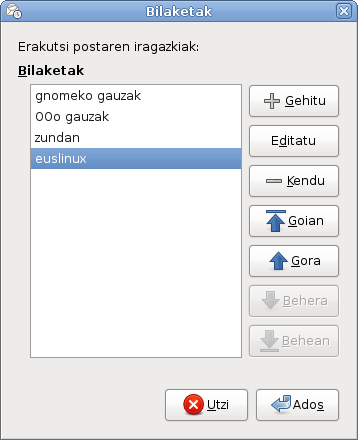 Bilaketak
Erakutsi postaren iragazkiak:
Bilaketak
gnomeko gauzak
OOo gauzak
zundan
euslinux
Gehitu
Editatu
Kendu
Goian
Gora
Behera
Behean
Utzi
Ados